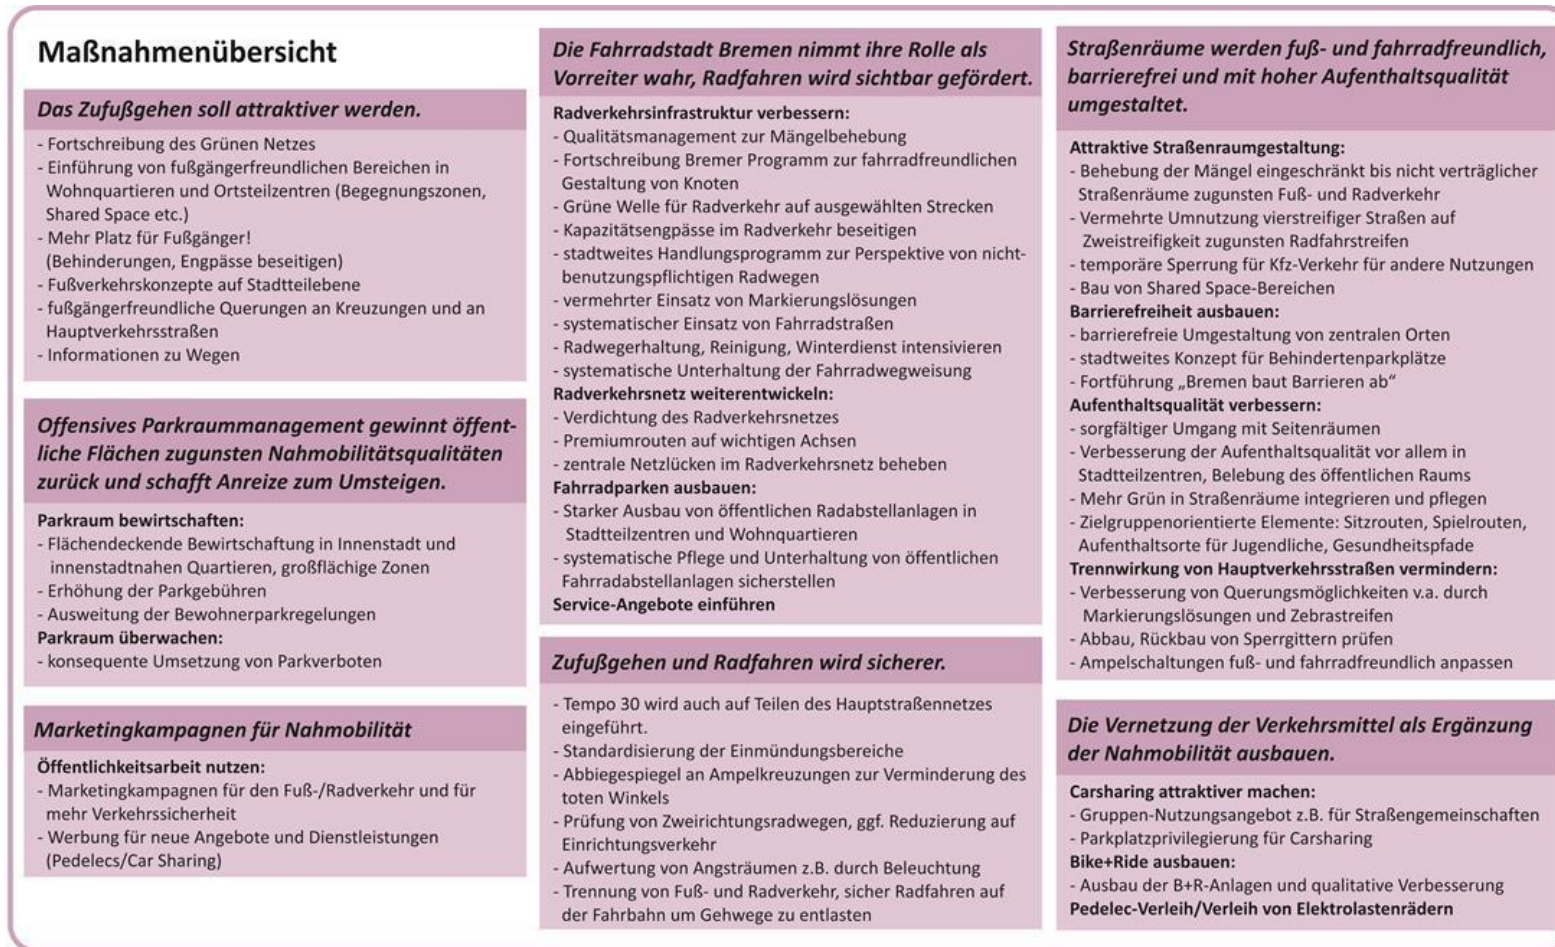 Maßnahmenübersicht
Das Zufußgehen soll attraktiver werden.
- Fortschreibung des Grünen Netzes
- Einführung von fußgängerfreundlichen Bereichen in
Wohnquartieren und Ortsteilzentren (Begegnungszonen,
Shared Space etc.)
- Mehr Platz für Fußgänger!
(Behinderungen, Engpässe beseitigen)
- Fußverkehrskonzepte auf Stadtteilebene
- fußgängerfreundliche Querungen an Kreuzungen und an
Hauptverkehrsstraßen
- Informationen zu Wegen
Offensives Parkraummanagement gewinnt öffent-
liche Flächen zugunsten Nahmobilitätsqualitäten
zurück und schafft Anreize zum Umsteigen.
Parkraum bewirtschaften:
- Flächendeckende Bewirtschaftung in Innenstadt und
innenstadtnahen Quartieren, großflächige Zonen
- Erhöhung der Parkgebühren
- Ausweitung der Bewohnerparkregelungen
Parkraum überwachen:
- konsequente Umsetzung von Parkverboten
Marketingkampagnen für Nahmobilität
Öffentlichkeitsarbeit nutzen:
- Marketingkampagnen für den Fuß-/Radverkehr und für
mehr Verkehrssicherheit
- Werbung für neue Angebote und Dienstleistungen
(Pedelecs/Car Sharing)
Die Fahrradstadt Bremen nimmt ihre Rolle als
Vorreiter wahr, Radfahren wird sichtbar gefördert.
Radverkehrsinfrastruktur verbessern:
- Qualitätsmanagement zur Mängelbehebung
- Fortschreibung Bremer Programm zur fahrradfreundlichen
Gestaltung von Knoten
- Grüne Welle für Radverkehr auf ausgewählten Strecken
- Kapazitätsengpässe im Radverkehr beseitigen
- stadtweites Handlungsprogramm zur Perspektive von nicht-
benutzungspflichtigen Radwegen
- vermehrter Einsatz von Markierungslösungen
- systematischer Einsatz von Fahrradstraßen
- Radwegerhaltung, Reinigung, Winterdienst intensivieren
- systematische Unterhaltung der Fahrradwegweisung
Radverkehrsnetz weiterentwickeln:
- Verdichtung des Radverkehrsnetzes
- Premiumrouten auf wichtigen Achsen
- zentrale Netzlücken im Radverkehrsnetz beheben
Fahrradparken ausbauen:
- Starker Ausbau von öffentlichen Radabstellanlagen in
Stadtteilzentren und Wohnquartieren
- systematische Pflege und Unterhaltung von öffentlichen
Fahrradabstellanlagen sicherstellen
Service-Angebote einführen
Zufußgehen und Radfahren wird sicherer.
- Tempo 30 wird auch auf Teilen des Hauptstraßennetzes
eingeführt.
- Standardisierung der Einmündungsbereiche
- Abbiegespiegel an Ampelkreuzungen zur Verminderung des
toten Winkels
- Prüfung von Zweirichtungsradwegen, ggf. Reduzierung auf
Einrichtungsverkehr
- Aufwertung von Angsträumen z.B. durch Beleuchtung
- Trennung von Fuß- und Radverkehr, sicher Radfahren auf
der Fahrbahn um Gehwege zu entlasten
Straßenräume werden fuß- und fahrradfreundlich,
barrierefrei und mit hoher Aufenthaltsqualität
umgestaltet.
Attraktive Straßenraumgestaltung:
- Behebung der Mängel eingeschränkt bis nicht verträglicher
Straßenräume zugunsten Fuß- und Radverkehr
- Vermehrte Umnutzung vierstreifiger Straßen auf
Zweistreifigkeit zugunsten Radfahrstreifen
- temporäre Sperrung für Kfz-Verkehr für andere Nutzungen
- Bau von Shared Space-Bereichen
Barrierefreiheit ausbauen:
- barrierefreie Umgestaltung von zentralen Orten
- stadtweites Konzept für Behindertenparkplätze
- Fortführung „Bremen baut Barrieren ab“
Aufenthaltsqualität verbessern:
- sorgfältiger Umgang mit Seitenräumen
- Verbesserung der Aufenthaltsqualität vor allem in
Stadtteilzentren, Belebung des öffentlichen Raums
- Mehr Grün in Straßenräume integrieren und pflegen
- Zielgruppenorientierte Elemente: Sitzrouten, Spielrouten,
Aufenthaltsorte für Jugendliche, Gesundheitspfade
Trennwirkung von Hauptverkehrsstraßen vermindern:
- Verbesserung von Querungsmöglichkeiten v.a. durch
Markierungslösungen und Zebrastreifen
- Abbau, Rückbau von Sperrgittern prüfen
- Ampelschaltungen fuß- und fahrradfreundlich anpassen
Die Vernetzung der Verkehrsmittel als Ergänzung
der Nahmobilität ausbauen.
Carsharing attraktiver machen:
- Gruppen-Nutzungsangebot z.B. für Straßengemeinschaften
- Parkplatzprivilegierung für Carsharing
Bike+Ride ausbauen:
- Ausbau der B+R-Anlagen und qualitative Verbesserung
Pedelec-Verleih/Verleih von Elektrolastenrädern